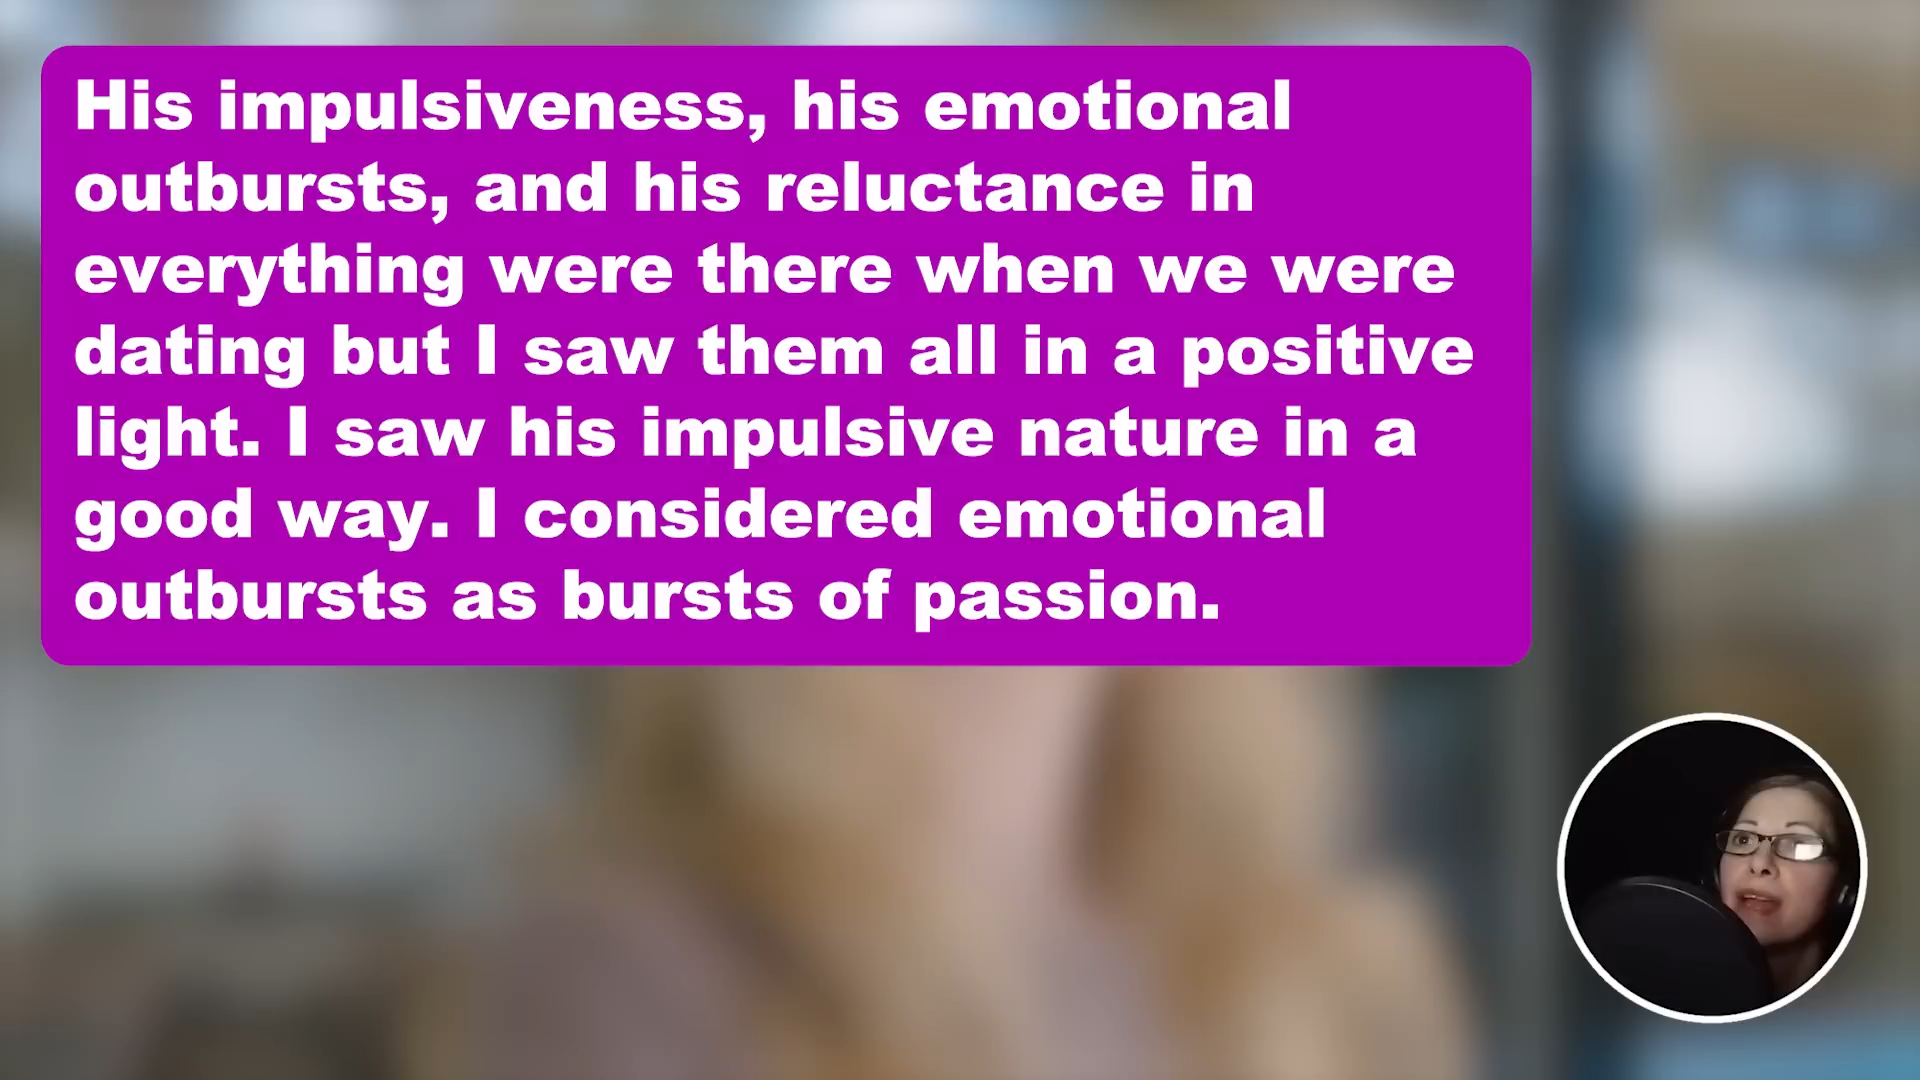 His impulsiveness, his emotional
outbursts, and his reluctance in
everything were there when we were
dating but I saw them all in a positive
light. I saw his impulsive nature in a
good way. I considered emotional
outbursts as bursts of passion.